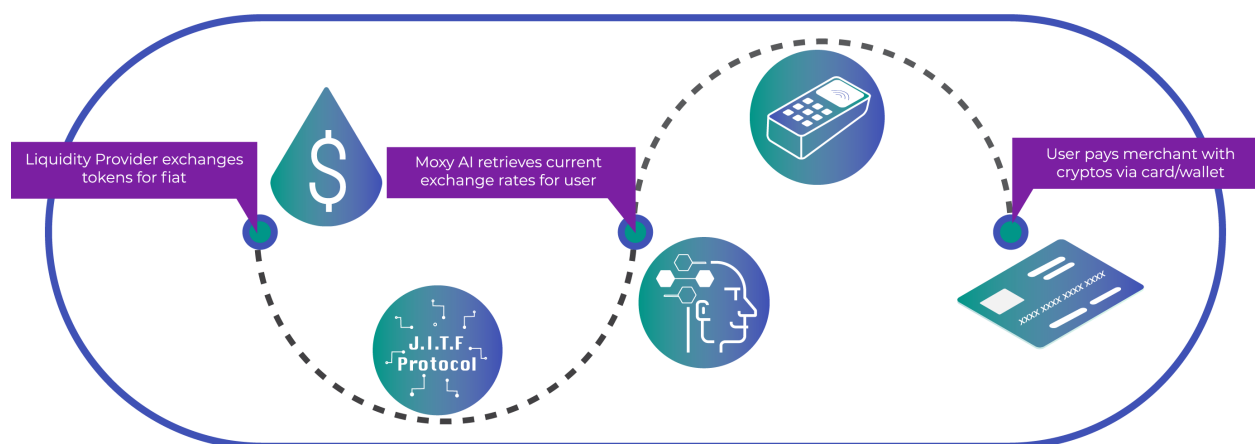 Liquidity Provider exchanges
tokens for fiat
$
J.I.T.F
Protocol
Moxy AI retrieves current
exchange rates for user
User pays merchant with
cryptos via card/wallet
XXXX XXXX XXXX XXXX